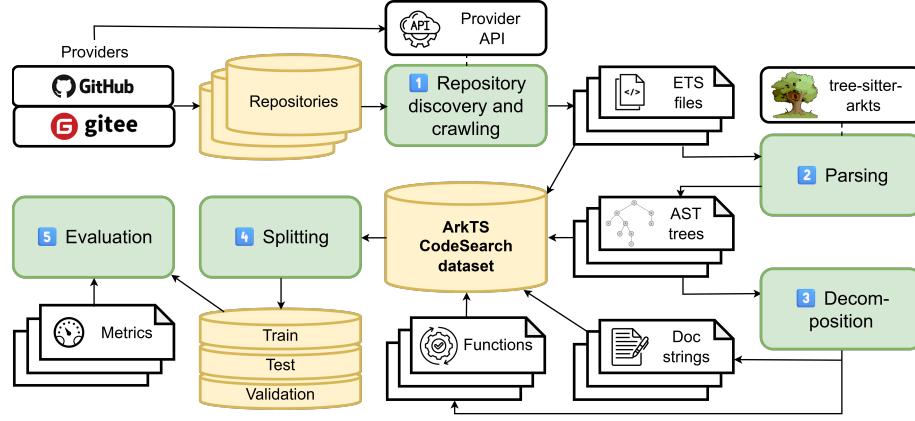 Providers
GitHub
gitee
Repositories
API
Provider
API
1 Repository
discovery and
crawling
</>
ETS
files
tree-sitter-
arkts
2 Parsing
AST
trees
ArkTS
CodeSearch
dataset
4 Splitting
5 Evaluation
3 Decom-
position
Metrics
Train
Test
Validation
Functions
Doc
strings